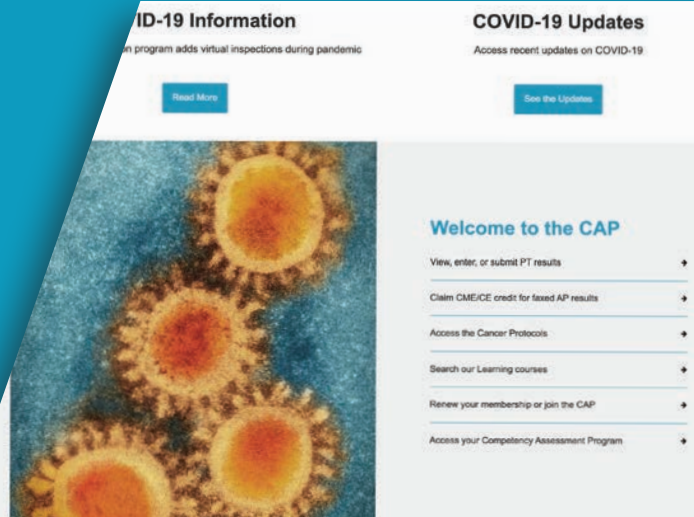 ID-19 Information
program adds virtual inspections during pandemic
Read More
COVID-19 Updates
Access recent updates on COVID-19
See the Updates
Welcome to the CAP
View, enter, or submit PT results
Claim CME/CE credit for faxed AP results
Access the Cancer Protocols
Search our Learning courses
Renew your membership or join the CAP
Access your Competency Assessment Program